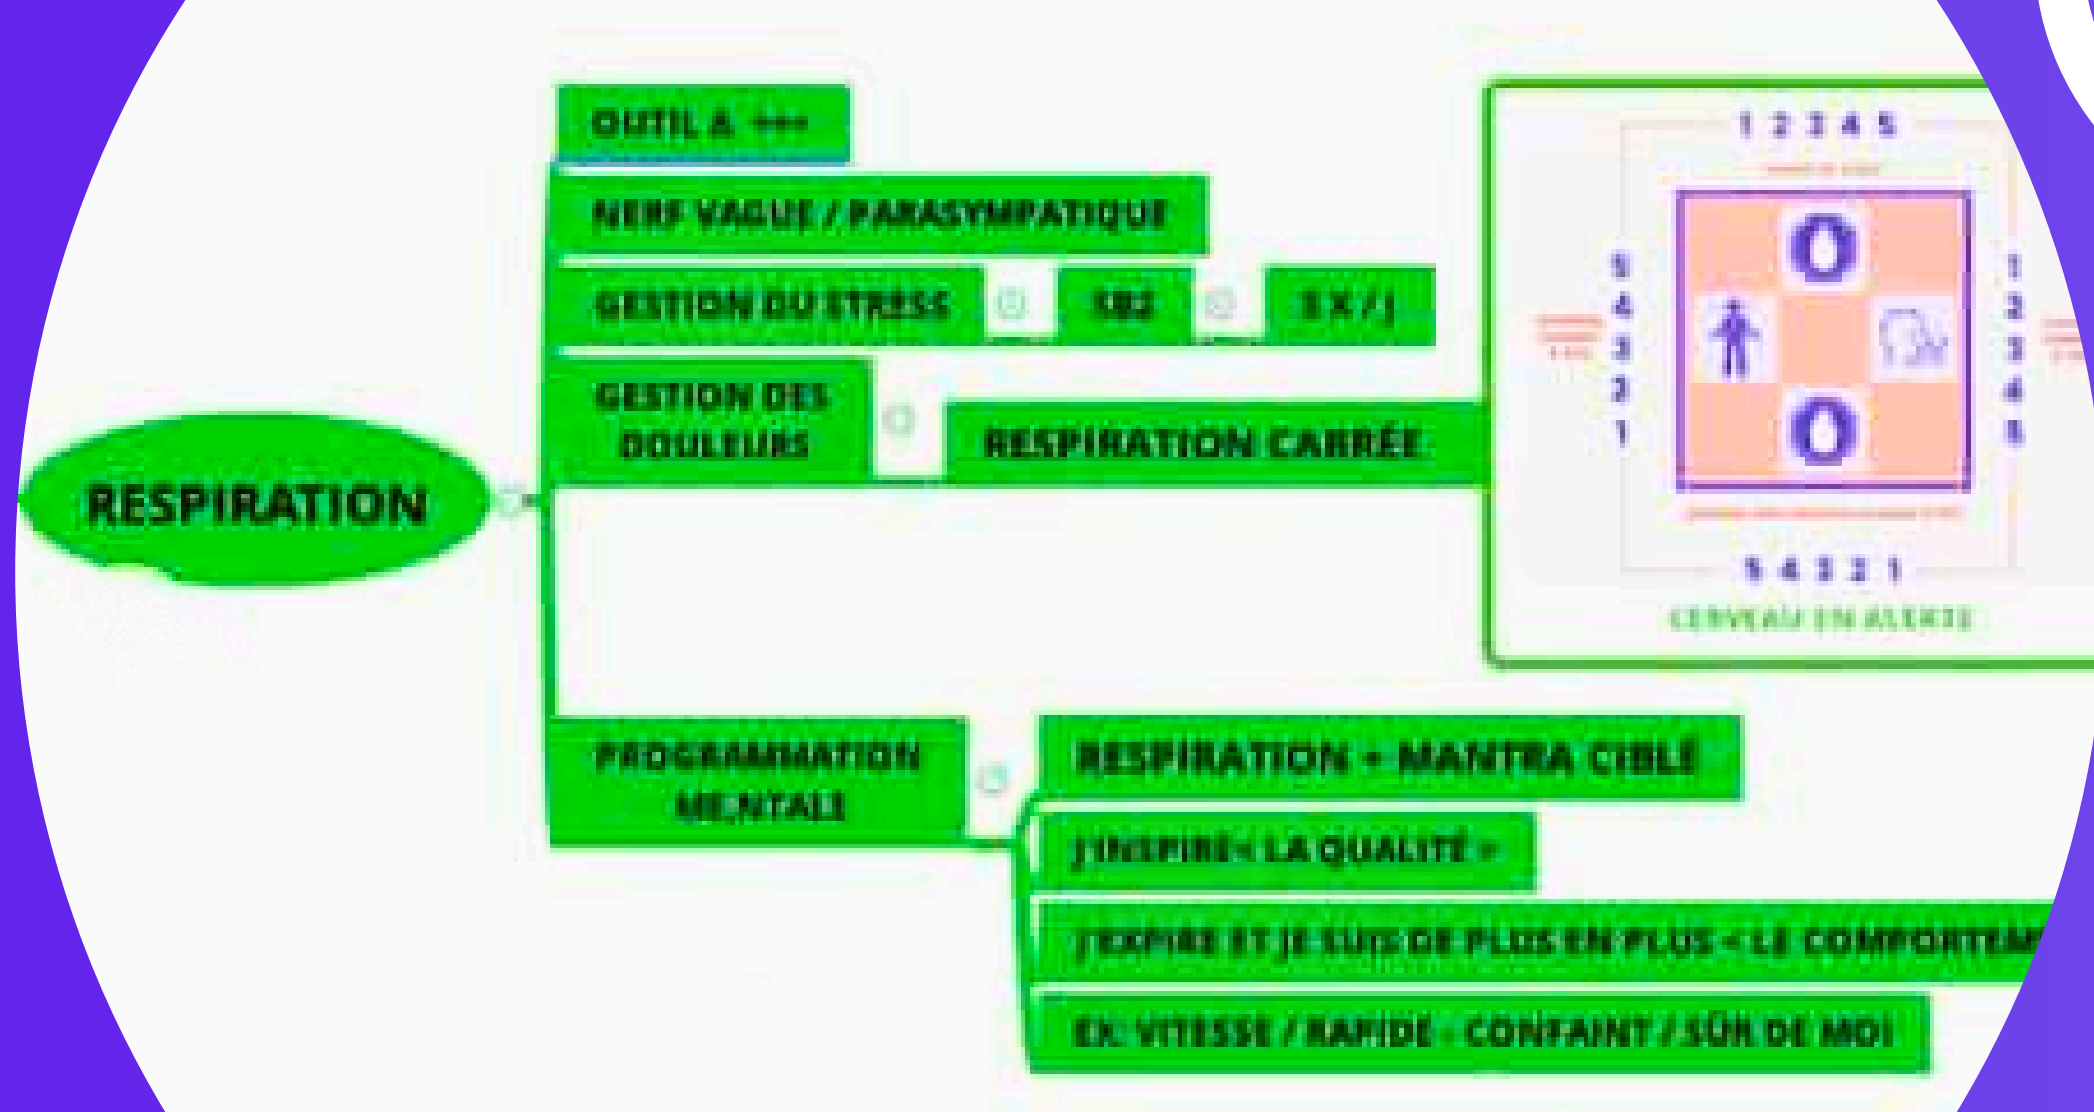 OUTIL A +++
NERF VAGUE / PARASYMPATIQUE
GESTION DU STRESS
3 X / J
GESTION DES
DOULEURS
RESPIRATION CARRÉE
RESPIRATION
1 2 3 4 5
5
4
3
2
1
1
2
3
4
5
5 4 3 2 1
CERVEAU EN ALERTE
PROGRAMMATION
MENTALE
RESPIRATION + MANTRA CIBLÉ
J'INSPIRE « LA QUALITÉ »
J'EXPIRE ET JE SUIS DE PLUS EN PLUS « LE COMPORTEM
EX: VITESSE / RAPIDE - CONFAINT / SÛR DE MOI